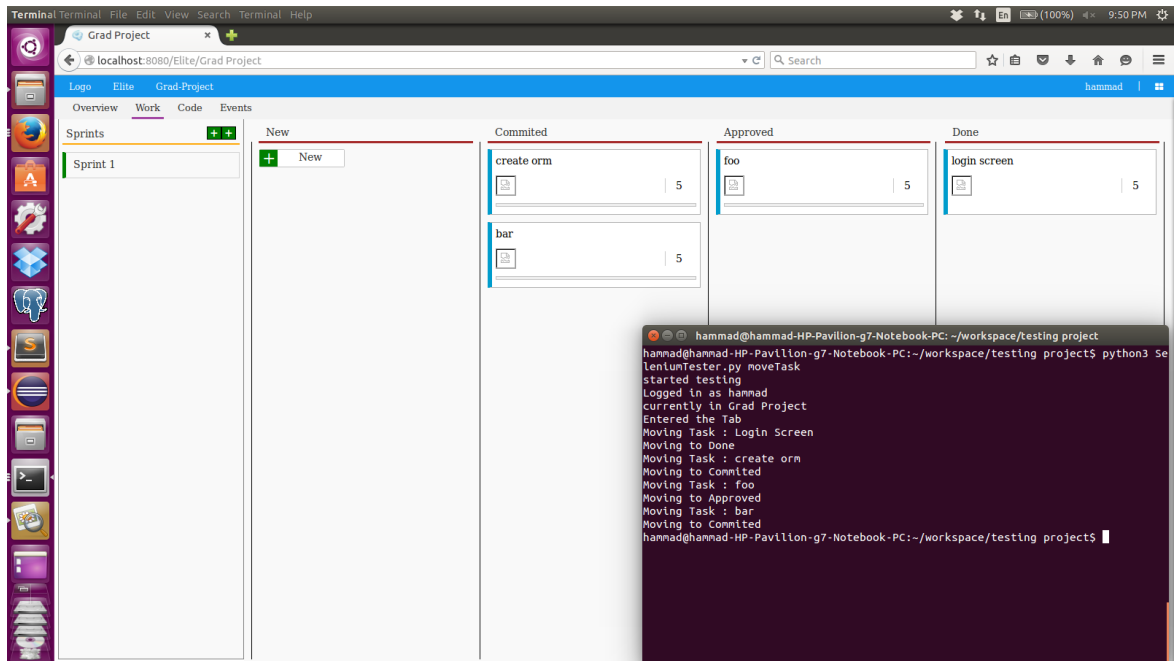 Terminal Terminal File Edit View Search Terminal Help
En (100%) 9:50 PM
Grad Project ×
localhost:8080/Elite/Grad Project Search
Logo Elite Grad-Project hammad
Overview Work Code Events
Sprints
Sprint 1
New
New
Commited
create orm
5
bar
5
Approved
foo
5
Done
login screen
5
hammad@hammad-HP-Pavilion-g7-Notebook-PC: ~/workspace/testing project
hammad@hammad-HP-Pavilion-g7-Notebook-PC:~/workspace/testing project$ python3 Se
leniumTester.py moveTask
started testing
Logged in as hammad
currently in Grad Project
Entered the Tab
Moving Task : Login Screen
Moving to Done
Moving Task : create orm
Moving to Commited
Moving Task : foo
Moving to Approved
Moving Task : bar
Moving to Commited
hammad@hammad-HP-Pavilion-g7-Notebook-PC:~/workspace/testing project$